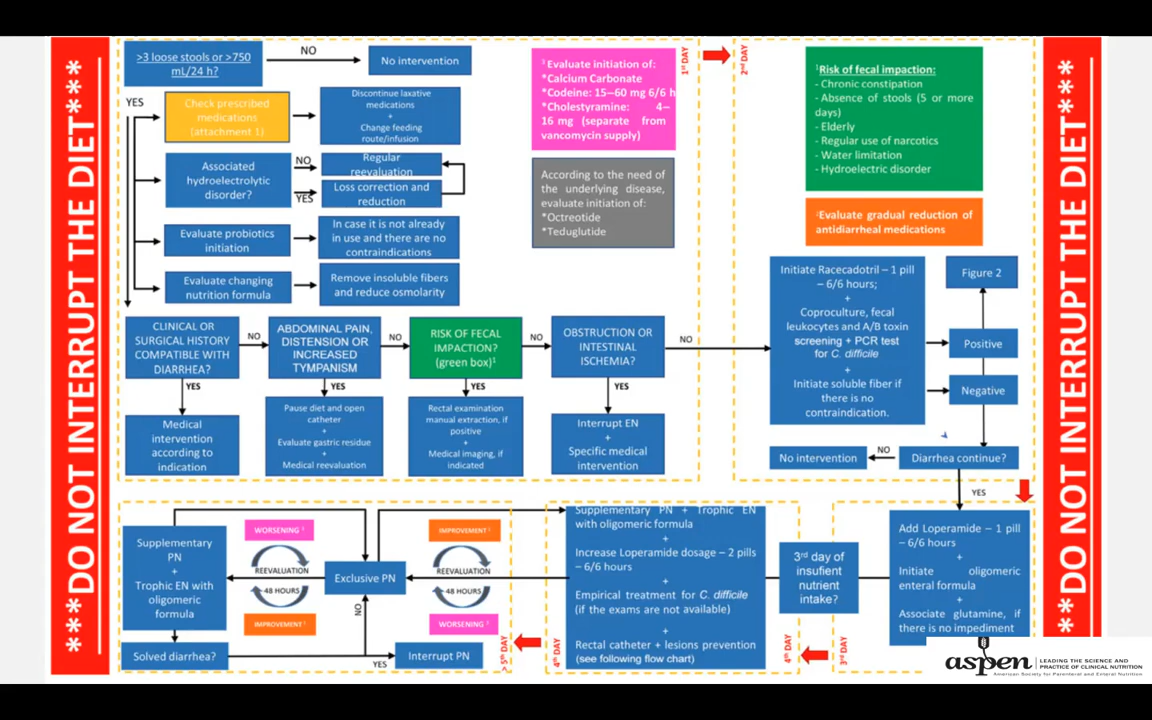 ***DO NOT INTERRUPT THE DIET***
>3 loose stools or >750
mL/24 h?
NO
No intervention
YES
Check prescribed
medications
(attachment 1)
Discontinue laxative
medications
+
Change feeding
route/infusion
Associated
hydroelectrolytic
disorder?
NO
Regular
reevaluation
YES
Loss correction and
reduction
Evaluate probiotics
initiation
In case it is not already
in use and there are no
contraindications
Evaluate changing
nutrition formula
Remove insoluble fibers
and reduce osmolarity
3 Evaluate initiation of:
*Calcium Carbonate
*Codeine: 15–60 mg 6/6 h
*Cholestyramine: 4–
16 mg (separate from
vancomycin supply)
According to the need of
the underlying disease,
evaluate initiation of:
*Octreotide
*Teduglutide
1st DAY
2nd DAY
1Risk of fecal impaction:
- Chronic constipation
- Absence of stools (5 or more
days)
- Elderly
- Regular use of narcotics
- Water limitation
- Hydroelectric disorder
2Evaluate gradual reduction of
antidiarrheal medications
CLINICAL OR
SURGICAL HISTORY
COMPATIBLE WITH
DIARRHEA?
NO
ABDOMINAL PAIN,
DISTENSION OR
INCREASED
TYMPANISM
NO
RISK OF FECAL
IMPACTION?
(green box)1
NO
OBSTRUCTION OR
INTESTINAL
ISCHEMIA?
NO
YES
YES
YES
YES
Medical
intervention
according to
indication
Pause diet and open
catheter
+
Evaluate gastric residue
+
Medical reevaluation
Rectal examination
manual extraction, if
positive
+
Medical imaging, if
indicated
Interrupt EN
+
Specific medical
intervention
Initiate Racecadotril – 1 pill
– 6/6 hours;
+
Coproculture, fecal
leukocytes and A/B toxin
screening + PCR test
for C. difficile
+
Initiate soluble fiber if
there is no
contraindication.
Figure 2
Positive
Negative
Diarrhea continue?
NO
No intervention
YES
Add Loperamide – 1 pill
– 6/6 hours
+
Initiate oligomeric
enteral formula
+
Associate glutamine, if
there is no impediment
3rd DAY
3rd day of
insufient
nutrient
intake?
4th DAY
Supplementary PN + Trophic EN
with oligomeric formula
+
Increase Loperamide dosage – 2 pills
– 6/6 hours
+
Empirical treatment for C. difficile
(if the exams are not available)
+
Rectal catheter + lesions prevention
(see following flow chart)
4th DAY
>5th DAY
Supplementary
PN
+
Trophic EN with
oligomeric
formula
WORSENING
REEVALUATION
48 HOURS
IMPROVEMENT
Exclusive PN
IMPROVEMENT
REEVALUATION
48 HOURS
WORSENING
NO
Solved diarrhea?
YES
Interrupt PN
***DO NOT INTERRUPT THE DIET***
aspen
LEADING THE SCIENCE AND
PRACTICE OF CLINICAL NUTRITION
American Society for Parenteral and Enteral Nutrition